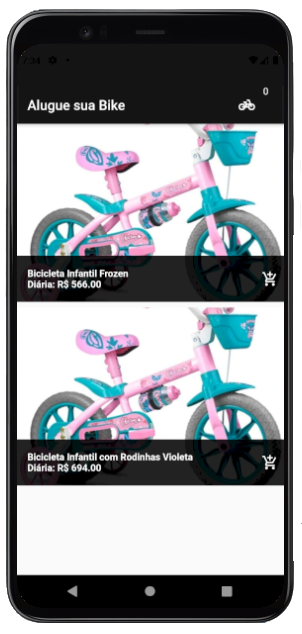 7:34
0
Alugue sua Bike
Bicicleta Infantil Frozen
Diária: R$ 566.00
Bicicleta Infantil com Rodinhas Violeta
Diária: R$ 694.00